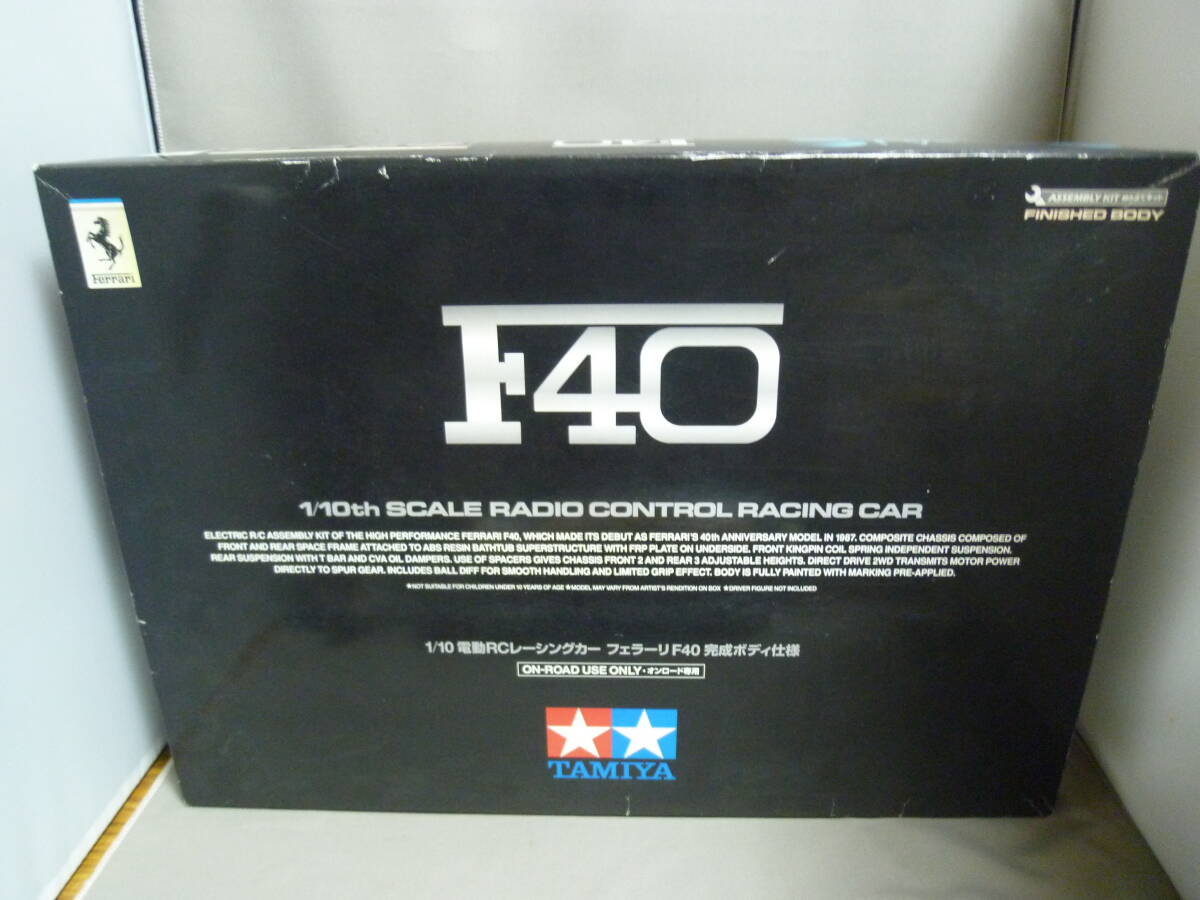 ASSEMBLY KIT 組み立てキット
FINISHED BODY
Ferrari
F40
1/10th SCALE RADIO CONTROL RACING CAR
ELECTRIC R/C ASSEMBLY KIT OF THE HIGH PERFORMANCE FERRARI F40, WHICH MADE ITS DEBUT AS FERRARI'S 40th ANNIVERSARY MODEL IN 1987. COMPOSITE CHASSIS COMPOSED OF
FRONT AND REAR SPACE FRAME ATTACHED TO ABS RESIN BATHTUB SUPERSTRUCTURE WITH FRP PLATE ON UNDERSIDE. FRONT KINGPIN COIL SPRING INDEPENDENT SUSPENSION.
REAR SUSPENSION WITH T BAR AND CVA OIL DAMPERS. USE OF SPACERS GIVES CHASSIS FRONT 2 AND REAR 3 ADJUSTABLE HEIGHTS. DIRECT DRIVE 2WD TRANSMITS MOTOR POWER
DIRECTLY TO SPUR GEAR. INCLUDES BALL DIFF FOR SMOOTH HANDLING AND LIMITED GRIP EFFECT. BODY IS FULLY PAINTED WITH MARKING PRE-APPLIED.
★NOT SUITABLE FOR CHILDREN UNDER 10 YEARS OF AGE ★MODEL MAY VARY FROM ARTIST'S RENDITION ON BOX ★DRIVER FIGURE NOT INCLUDED
1/10 電動RCレーシングカー フェラーリ F40 完成ボディ仕様
ON-ROAD USE ONLY・オンロード専用
TAMIYA